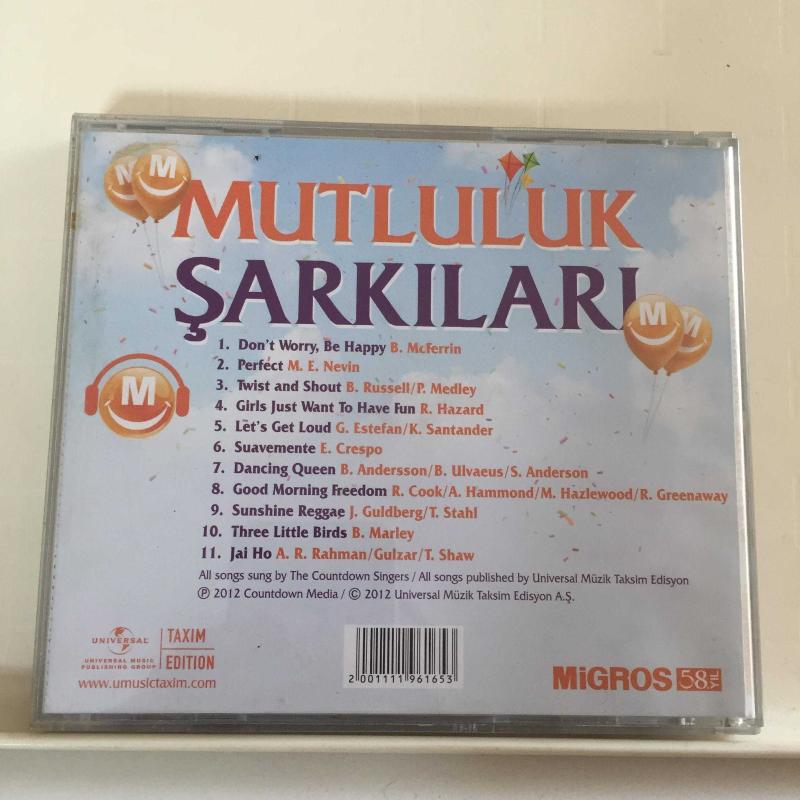 M M
MUTLULUK
ŞARKILARI
M M
M
1. Don't Worry, Be Happy B. McFerrin
2. Perfect M. E. Nevin
3. Twist and Shout B. Russell/P. Medley
4. Girls Just Want To Have Fun R. Hazard
5. Let's Get Loud G. Estefan/K. Santander
6. Suavemente E. Crespo
7. Dancing Queen B. Andersson/B. Ulvaeus/S. Anderson
8. Good Morning Freedom R. Cook/A. Hammond/M. Hazlewood/R. Greenaway
9. Sunshine Reggae J. Guldberg/T. Stahl
10. Three Little Birds B. Marley
11. Jai Ho A. R. Rahman/Gulzar/T. Shaw
All songs sung by The Countdown Singers / All songs published by Universal Müzik Taksim Edisyon
℗ 2012 Countdown Media / © 2012 Universal Müzik Taksim Edisyon A.Ş.
UNIVERSAL
UNIVERSAL MUSIC
PUBLISHING GROUP
TAXIM
EDITION
www.umusictaxim.com
2 001111 961653
MiGROS 58.YIL